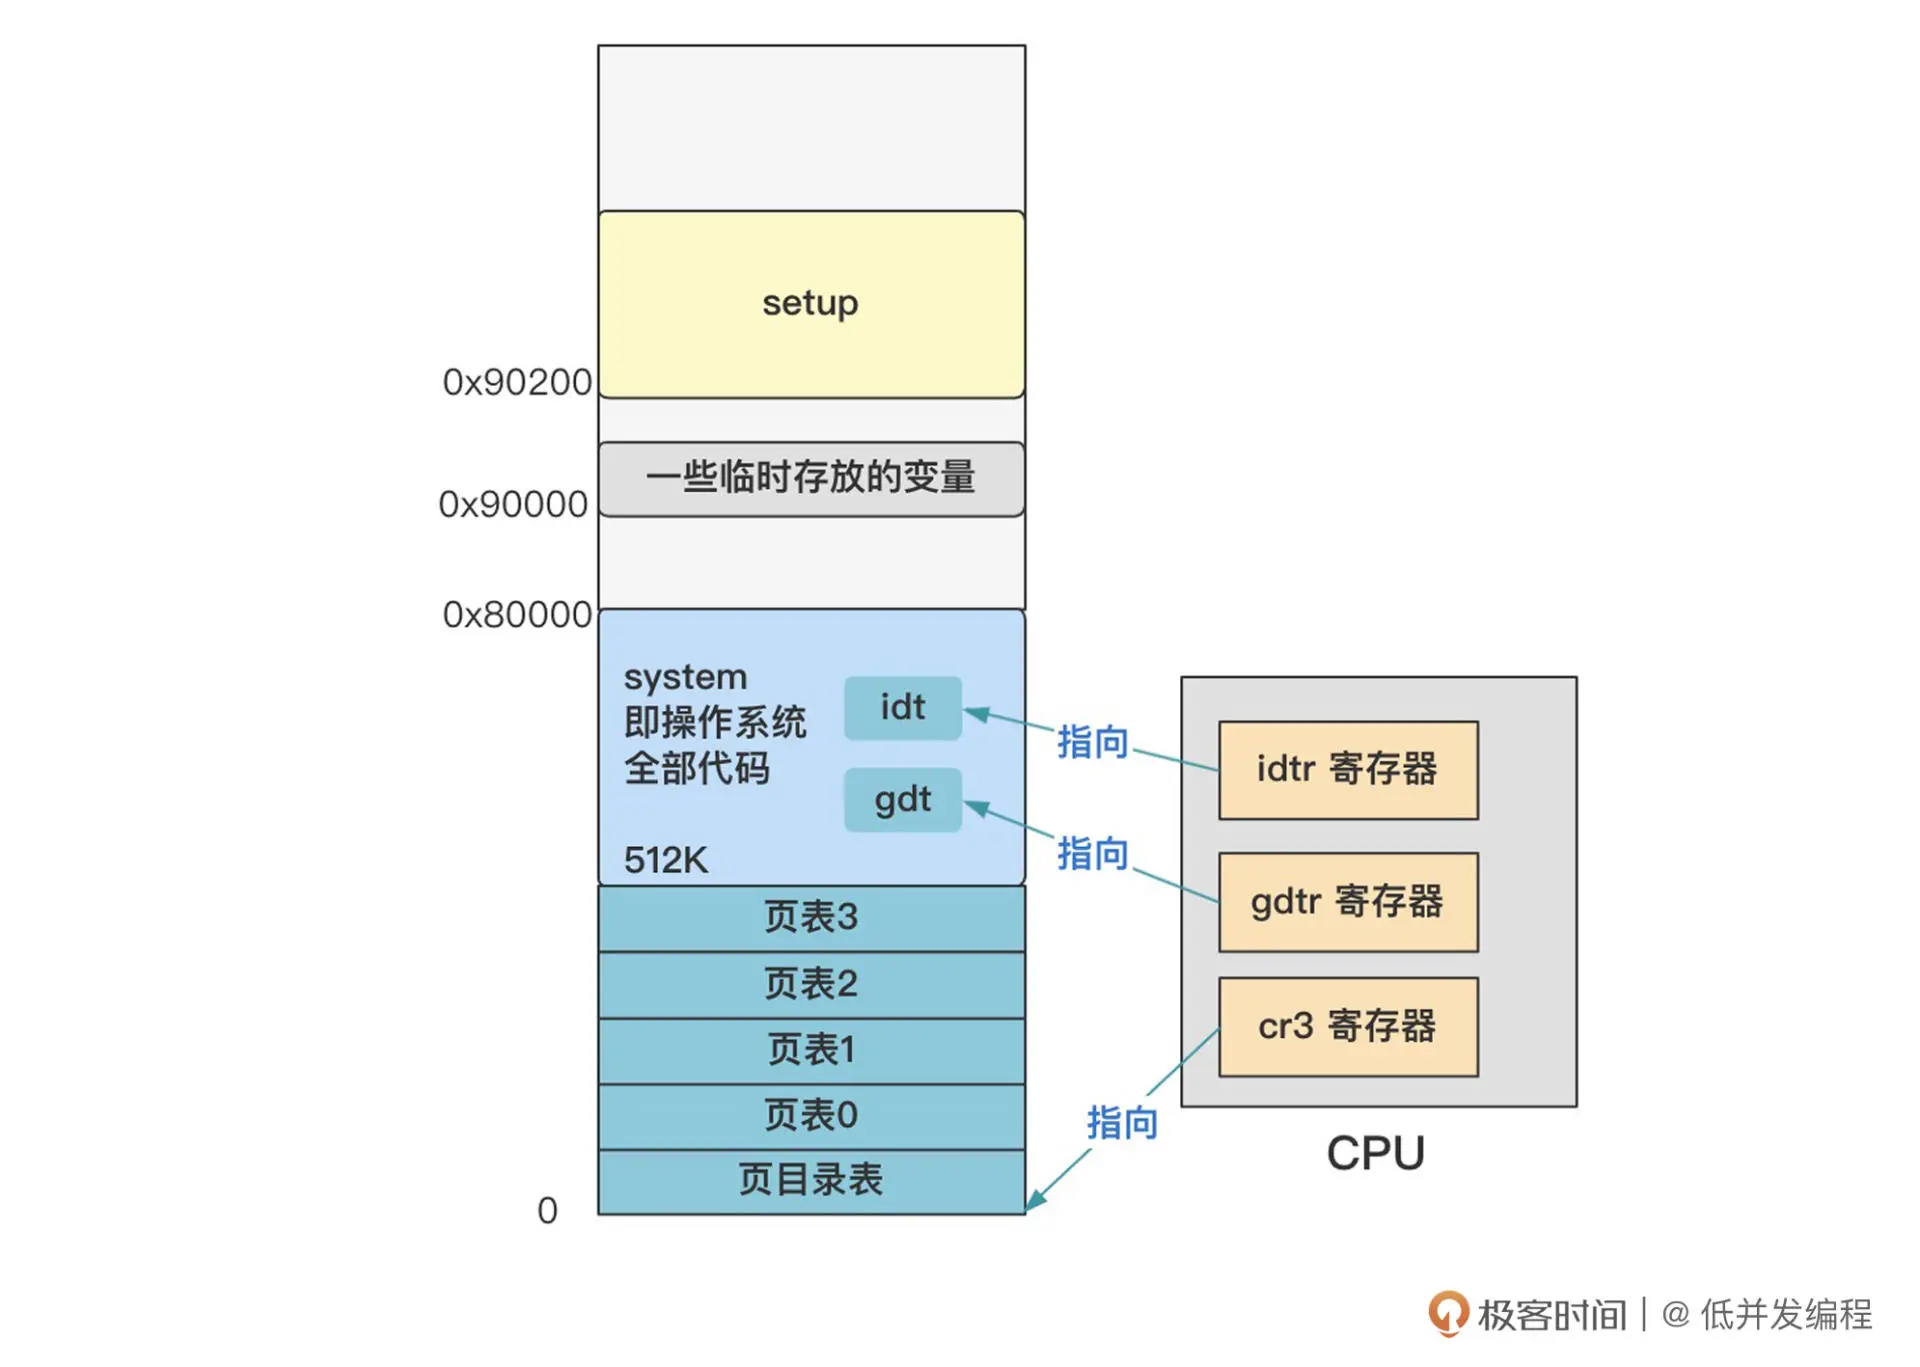 setup
0x90200
一些临时存放的变量
0x90000
0x80000
system
即操作系统
全部代码
512K
idt
gdt
指向
指向
idtr 寄存器
gdtr 寄存器
cr3 寄存器
页表3
页表2
页表1
页表0
页目录表
指向
CPU
0
极客时间 | @ 低并发编程